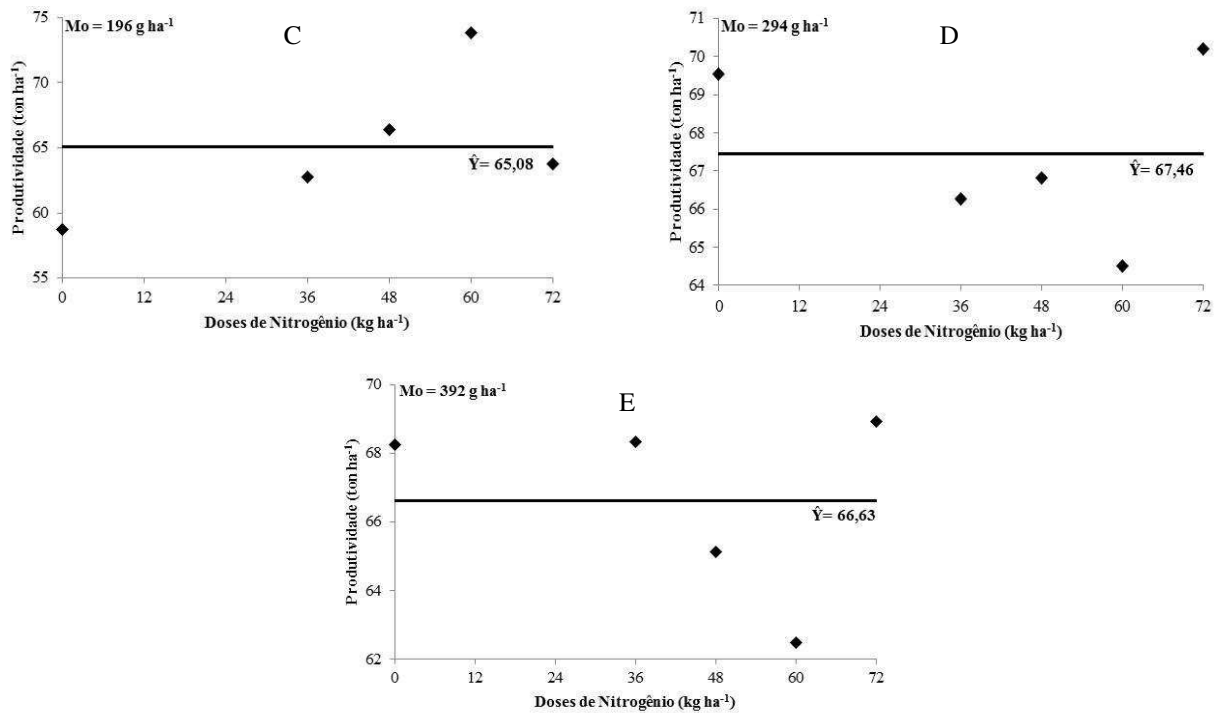 Mo = 196 g ha-1
C
Produtividade (ton ha-1)
75
70
65
60
55
Ŷ= 65,08
0 12 24 36 48 60 72
Doses de Nitrogênio (kg ha-1)
Mo = 294 g ha-1
D
Produtividade (ton ha-1)
71
70
69
68
67
66
65
64
Ŷ= 67,46
0 12 24 36 48 60 72
Doses de Nitrogênio (kg ha-1)
Mo = 392 g ha-1
E
Produtividade (ton ha-1)
70
68
66
64
62
Ŷ= 66,63
0 12 24 36 48 60 72
Doses de Nitrogênio (kg ha-1)